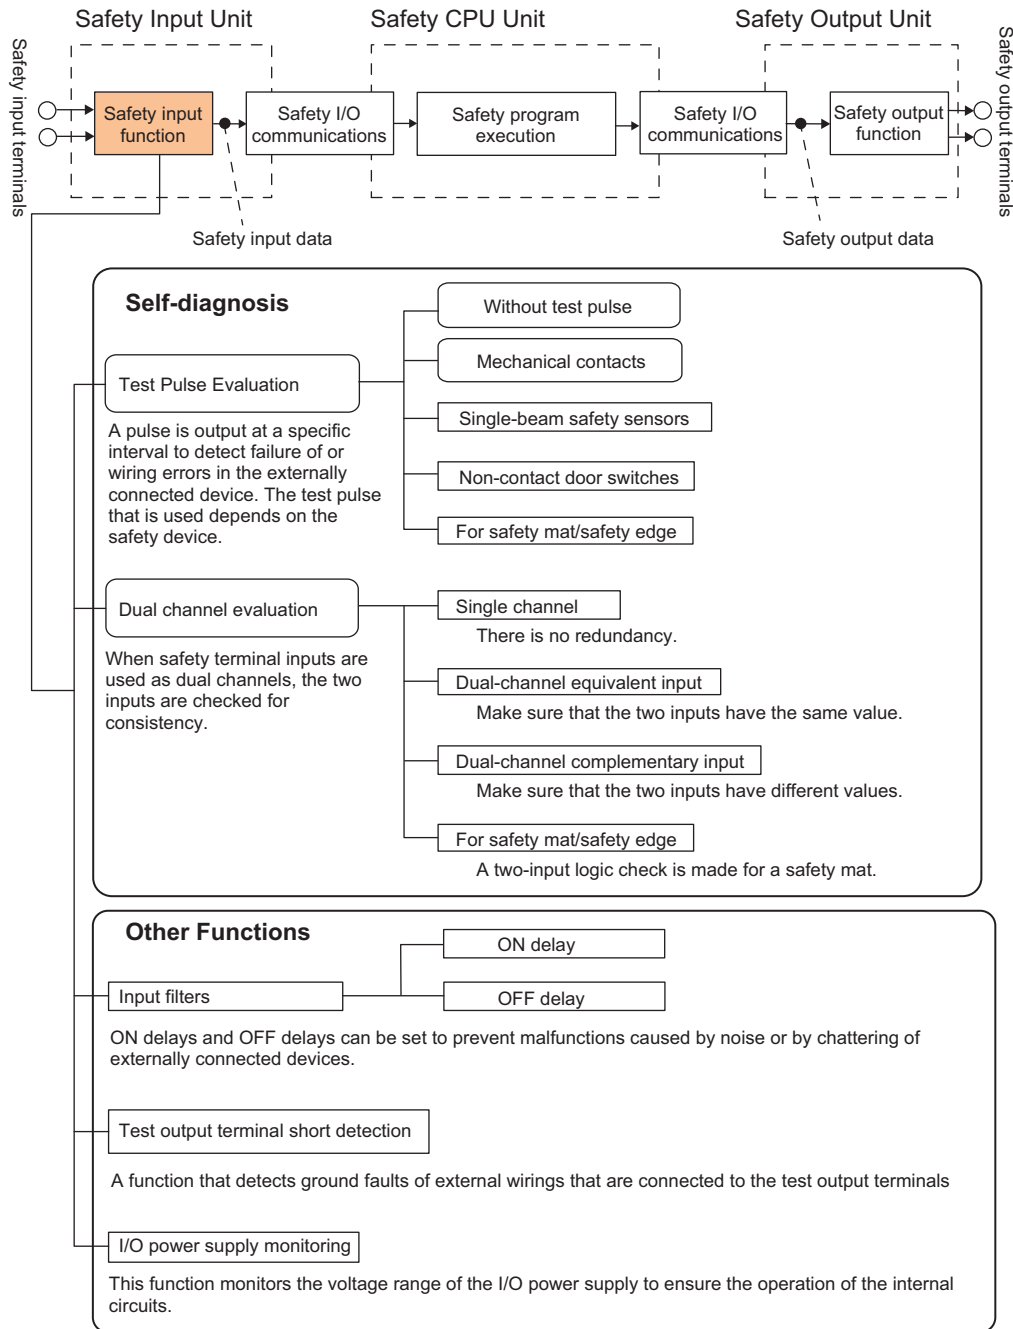 Safety Input Unit
Safety CPU Unit
Safety Output Unit
Safety input terminals
Safety input
function
Safety I/O
communications
Safety program
execution
Safety I/O
communications
Safety output
function
Safety output terminals
Safety input data
Safety output data
Self-diagnosis
Without test pulse
Mechanical contacts
Test Pulse Evaluation
A pulse is output at a specific
interval to detect failure of or
wiring errors in the externally
connected device. The test pulse
that is used depends on the
safety device.
Single-beam safety sensors
Non-contact door switches
For safety mat/safety edge
Dual channel evaluation
When safety terminal inputs are
used as dual channels, the two
inputs are checked for
consistency.
Single channel
There is no redundancy.
Dual-channel equivalent input
Make sure that the two inputs have the same value.
Dual-channel complementary input
Make sure that the two inputs have different values.
For safety mat/safety edge
A two-input logic check is made for a safety mat.
Other Functions
ON delay
Input filters
OFF delay
ON delays and OFF delays can be set to prevent malfunctions caused by noise or by chattering of
externally connected devices.
Test output terminal short detection
A function that detects ground faults of external wirings that are connected to the test output terminals
I/O power supply monitoring
This function monitors the voltage range of the I/O power supply to ensure the operation of the internal
circuits.